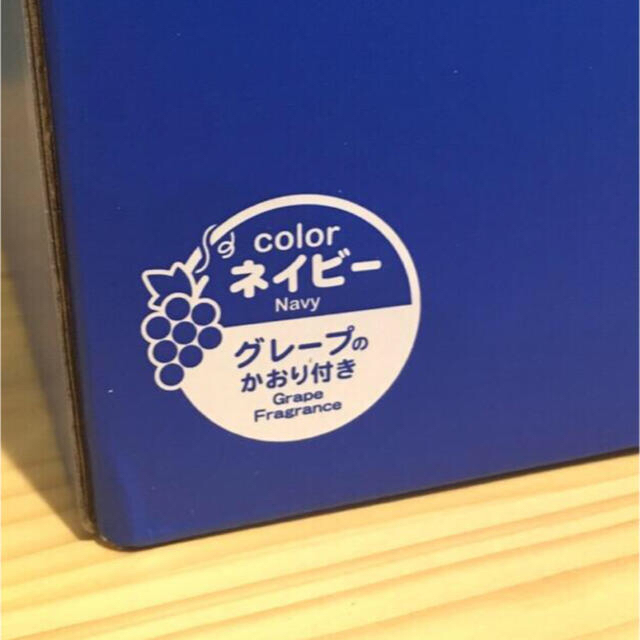 color
ネイビー
Navy
グレープの
かおり付き
Grape
Fragrance